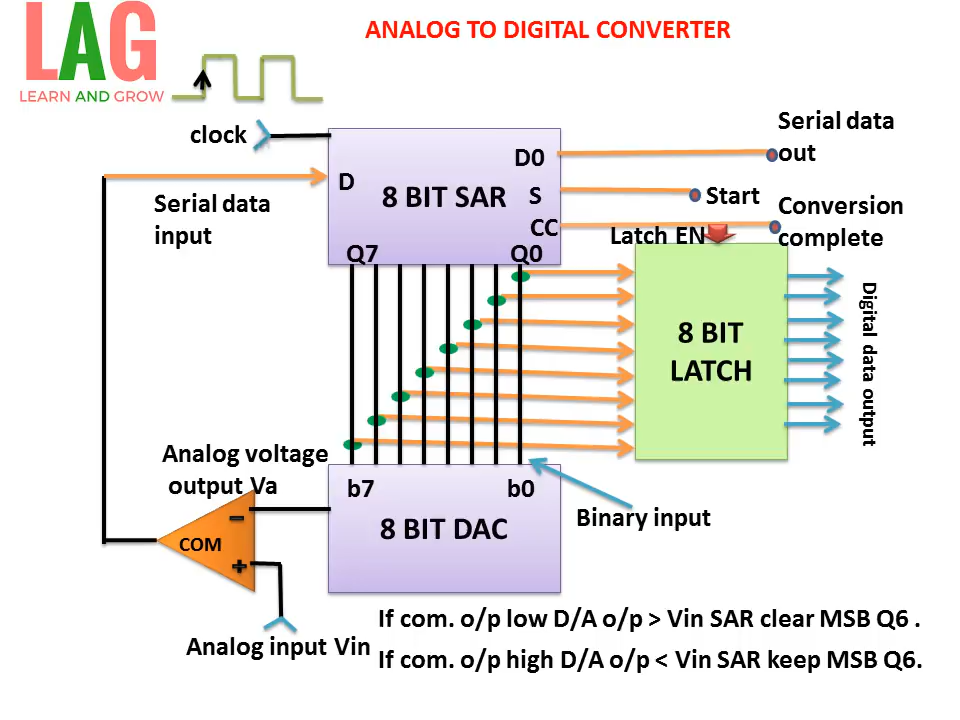 LAG
LEARN AND GROW
ANALOG TO DIGITAL CONVERTER
clock
Serial data
out
D0
D
8 BIT SAR
S
Start
Serial data
input
CC
Conversion
complete
Latch EN
Q7
Q0
8 BIT
LATCH
Digital data output
Analog voltage
output Va
b7
b0
Binary input
8 BIT DAC
−
COM
+
Analog input Vin
If com. o/p low D/A o/p > Vin SAR clear MSB Q6 .
If com. o/p high D/A o/p < Vin SAR keep MSB Q6.